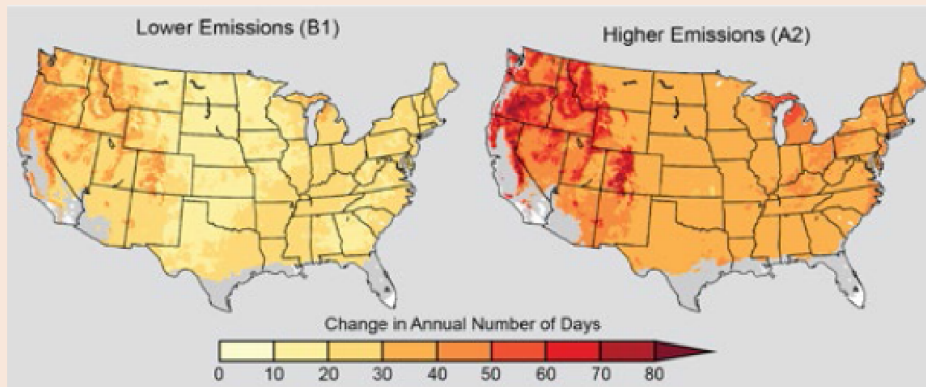 Lower Emissions (B1)
Higher Emissions (A2)
Change in Annual Number of Days
0 10 20 30 40 50 60 70 80